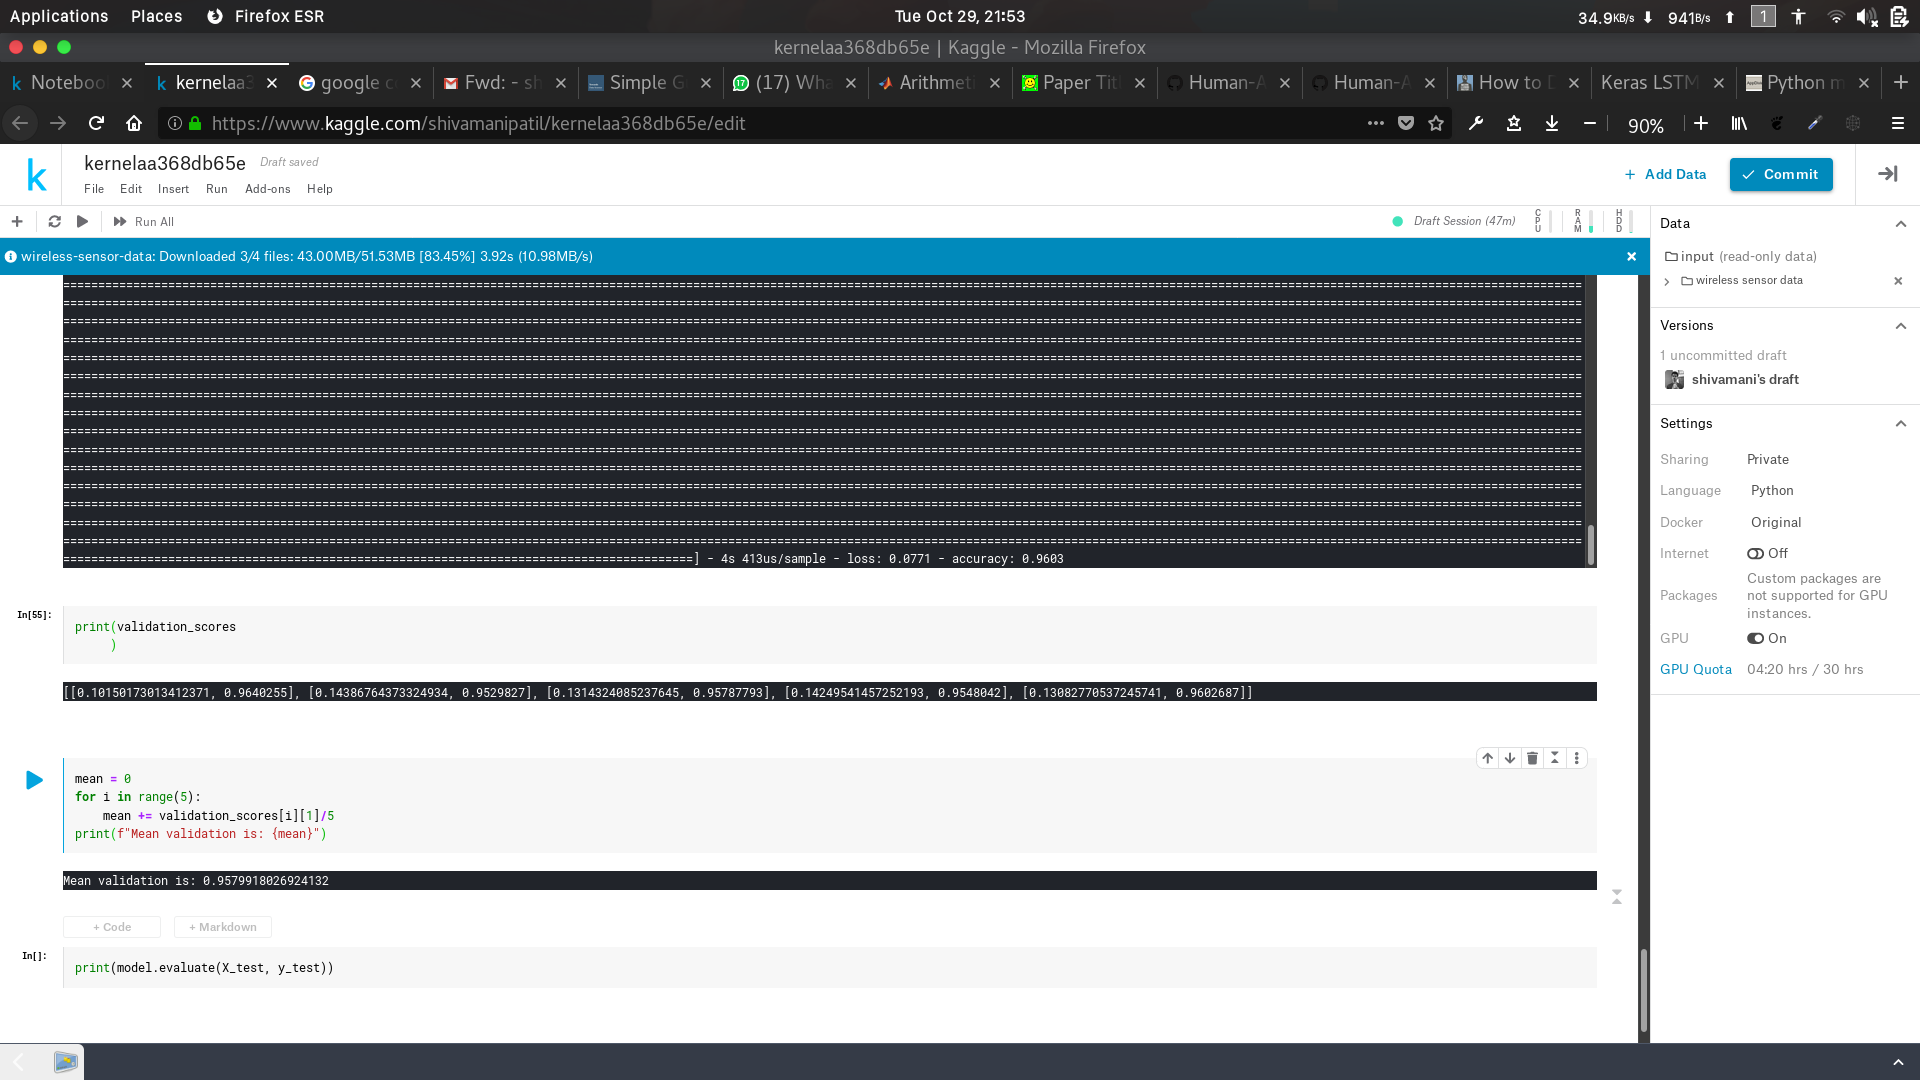 Applications Places Firefox ESR Tue Oct 29, 21:53 34.9KB/s 941B/s 1
kernelaa368db65e | Kaggle - Mozilla Firefox
Noteboo kernelaa3 google c Fwd: - sh Simple G (17) Wha Arithmeti Paper Titl Human-A Human-A How to D Keras LSTM Python m
https://www.kaggle.com/shivamanipatil/kernelaa368db65e/edit 90%
kernelaa368db65e Draft saved
File Edit Insert Run Add-ons Help
+ Add Data Commit
Run All Draft Session (47m) CPU RAM HDD
wireless-sensor-data: Downloaded 3/4 files: 43.00MB/51.53MB [83.45%] 3.92s (10.98MB/s)
] - 4s 413us/sample - loss: 0.0771 - accuracy: 0.9603
In[55]:
print(validation_scores
)
[[0.10150173013412371, 0.9640255], [0.14386764373324934, 0.9529827], [0.1314324085237645, 0.95787793], [0.14249541457252193, 0.9548042], [0.13082770537245741, 0.9602687]]
mean = 0
for i in range(5):
mean += validation_scores[i][1]/5
print(f"Mean validation is: {mean}")
Mean validation is: 0.9579918026924132
+ Code + Markdown
In[]:
print(model.evaluate(X_test, y_test))
Data
input (read-only data)
wireless sensor data
Versions
1 uncommitted draft
shivamani's draft
Settings
Sharing Private
Language Python
Docker Original
Internet Off
Packages Custom packages are
not supported for GPU
instances.
GPU On
GPU Quota 04:20 hrs / 30 hrs